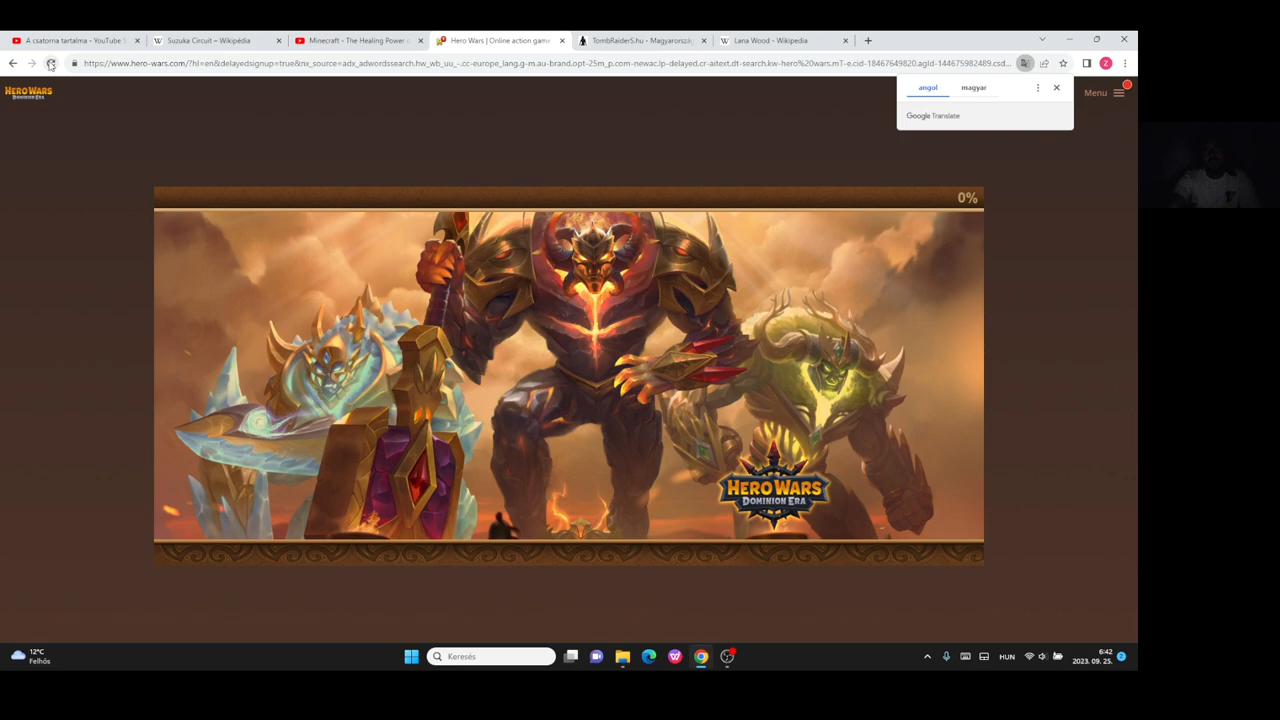 A csatorna tartalma - YouTube S
Suzuka Circuit – Wikipédia
Minecraft - The Healing Power o
Hero Wars | Online action game
TombRaiderS.hu - Magyarország
Lana Wood - Wikipedia
https://www.hero-wars.com/?hl=en&delayedsignup=true&nx_source=adx_adwordssearch.hw_wb_uu_-.cc-europe_lang.g-m.au-brand.opt-25m_p.com-newac.lp-delayed.cr-aitext.dt-search.kw-hero%20wars.mT-e.cid-18467649820.agId-144675982489.csd...
Z
HERO WARS
DOMINION ERA
angol
magyar
Google Translate
Menu
0%
HERO WARS
DOMINION ERA
12°C
Felhős
Keresés
HUN
6:42
2023. 09. 25.
2